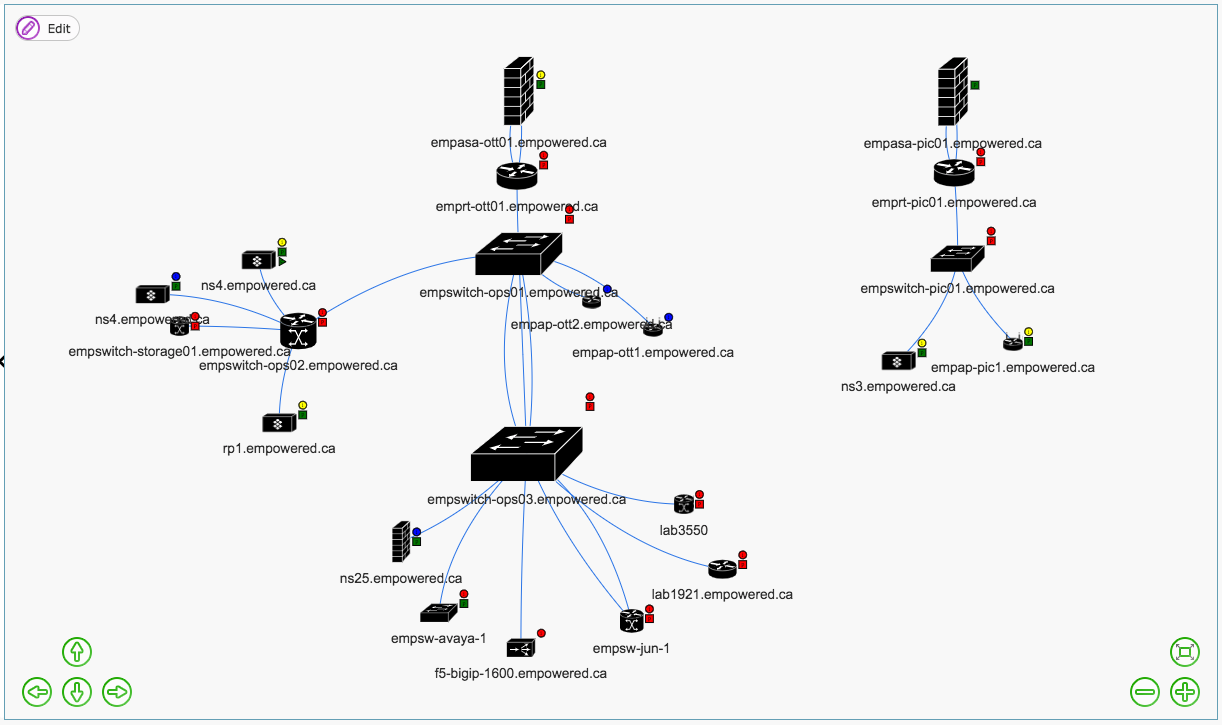 Edit
empasa-ott01.empowered.ca
empasa-pic01.empowered.ca
emprt-ott01.empowered.ca
emprt-pic01.empowered.ca
ns4.empowered.ca
empswitch-ops01.empowered.ca
empswitch-pic01.empowered.ca
ns4.empowered.ca
empap-ott2.empowered.ca
empswitch-storage01.empowered.ca
empap-ott1.empowered.ca
empswitch-ops02.empowered.ca
empap-pic1.empowered.ca
ns3.empowered.ca
rp1.empowered.ca
empswitch-ops03.empowered.ca
lab3550
ns25.empowered.ca
lab1921.empowered.ca
empsw-avaya-1
empsw-jun-1
f5-bigip-1600.empowered.ca